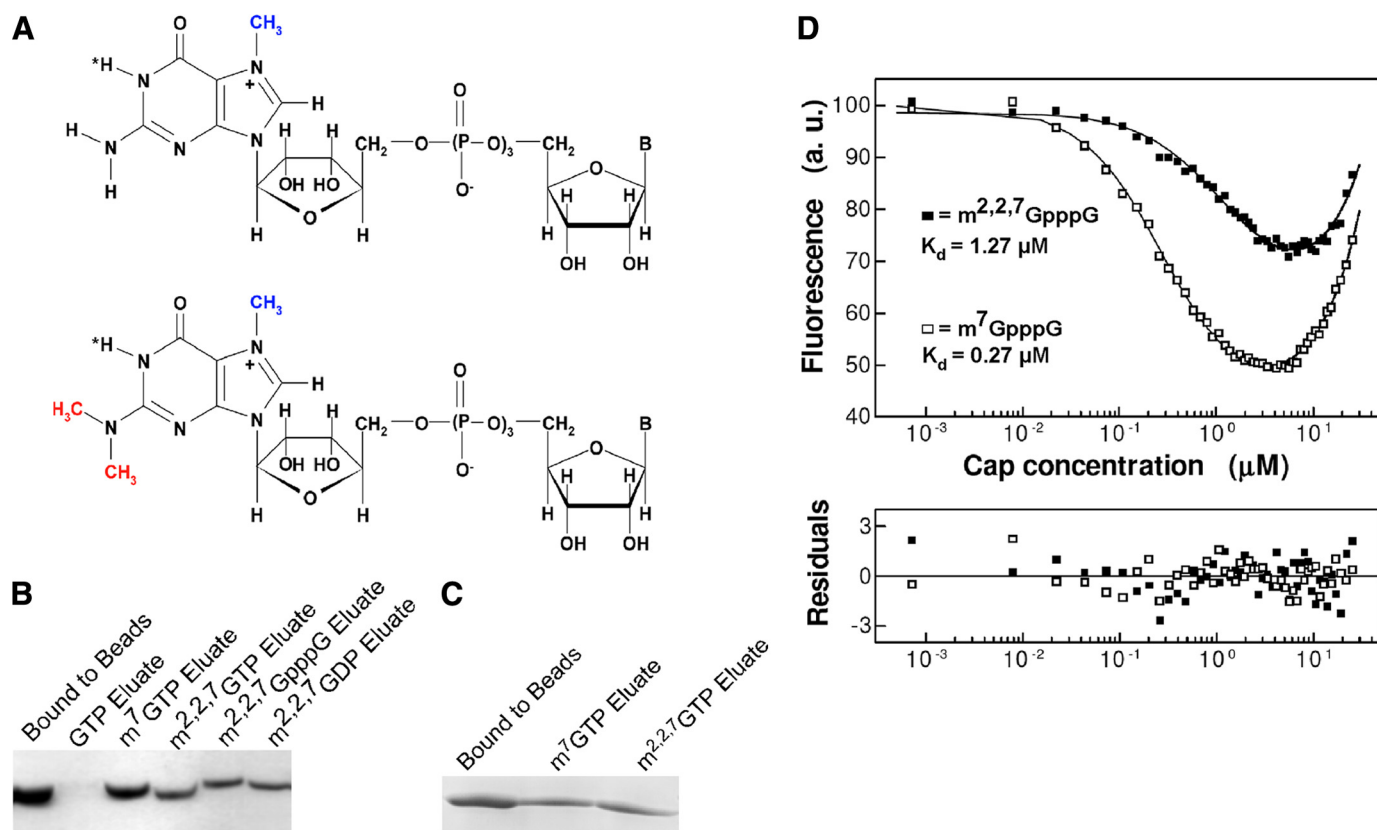 A
O
CH₃
*H
N
N
+
H
H
N
H
N
N
H
H
OH
HO
O
H
H
CH₂
O
(P
O
O⁻
O)₃
CH₂
O
B
H
H
H
H
OH
OH
O
CH₃
*H
N
N
+
H
H₃C
N
CH₃
N
N
H
H
OH
HO
O
H
H
CH₂
O
(P
O
O⁻
O)₃
CH₂
O
B
H
H
H
H
OH
OH
B
Bound to Beads
GTP Eluate
m⁷GTP Eluate
m²,²,⁷GTP Eluate
m²,²,⁷GpppG Eluate
m²,²,⁷GDP Eluate
C
Bound to Beads
m⁷GTP Eluate
m²,²,⁷GTP Eluate
D
Fluorescence (a. u.)
100
90
80
70
60
50
40
■ = m²,²,⁷GpppG
K_d = 1.27 µM
□ = m⁷GpppG
K_d = 0.27 µM
10⁻³ 10⁻² 10⁻¹ 10⁰ 10¹
Cap concentration (µM)
Residuals
3
0
-3
10⁻³ 10⁻² 10⁻¹ 10⁰ 10¹